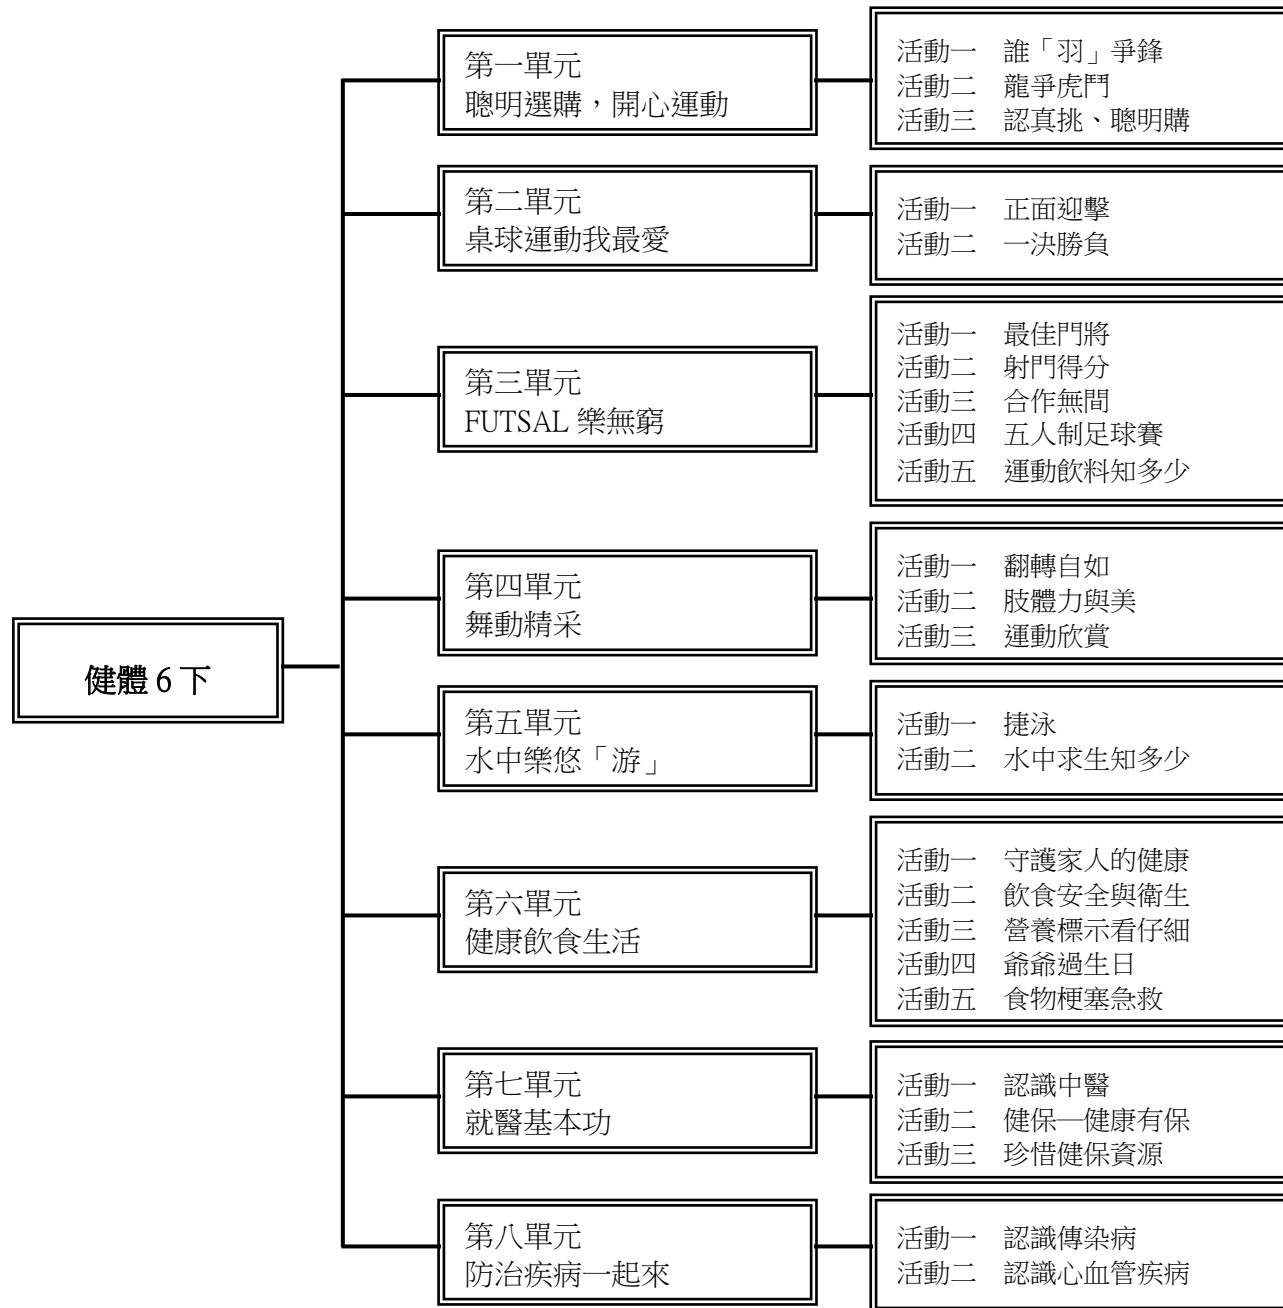 健體 6 下
第一單元
聰明選購，開心運動
活動一　誰「羽」爭鋒
活動二　龍爭虎鬥
活動三　認真挑、聰明購
第二單元
桌球運動我最愛
活動一　正面迎擊
活動二　一決勝負
第三單元
FUTSAL 樂無窮
活動一　最佳門將
活動二　射門得分
活動三　合作無間
活動四　五人制足球賽
活動五　運動飲料知多少
第四單元
舞動精采
活動一　翻轉自如
活動二　肢體力與美
活動三　運動欣賞
第五單元
水中樂悠「游」
活動一　捷泳
活動二　水中求生知多少
第六單元
健康飲食生活
活動一　守護家人的健康
活動二　飲食安全與衛生
活動三　營養標示看仔細
活動四　爺爺過生日
活動五　食物梗塞急救
第七單元
就醫基本功
活動一　認識中醫
活動二　健保—健康有保
活動三　珍惜健保資源
第八單元
防治疾病一起來
活動一　認識傳染病
活動二　認識心血管疾病